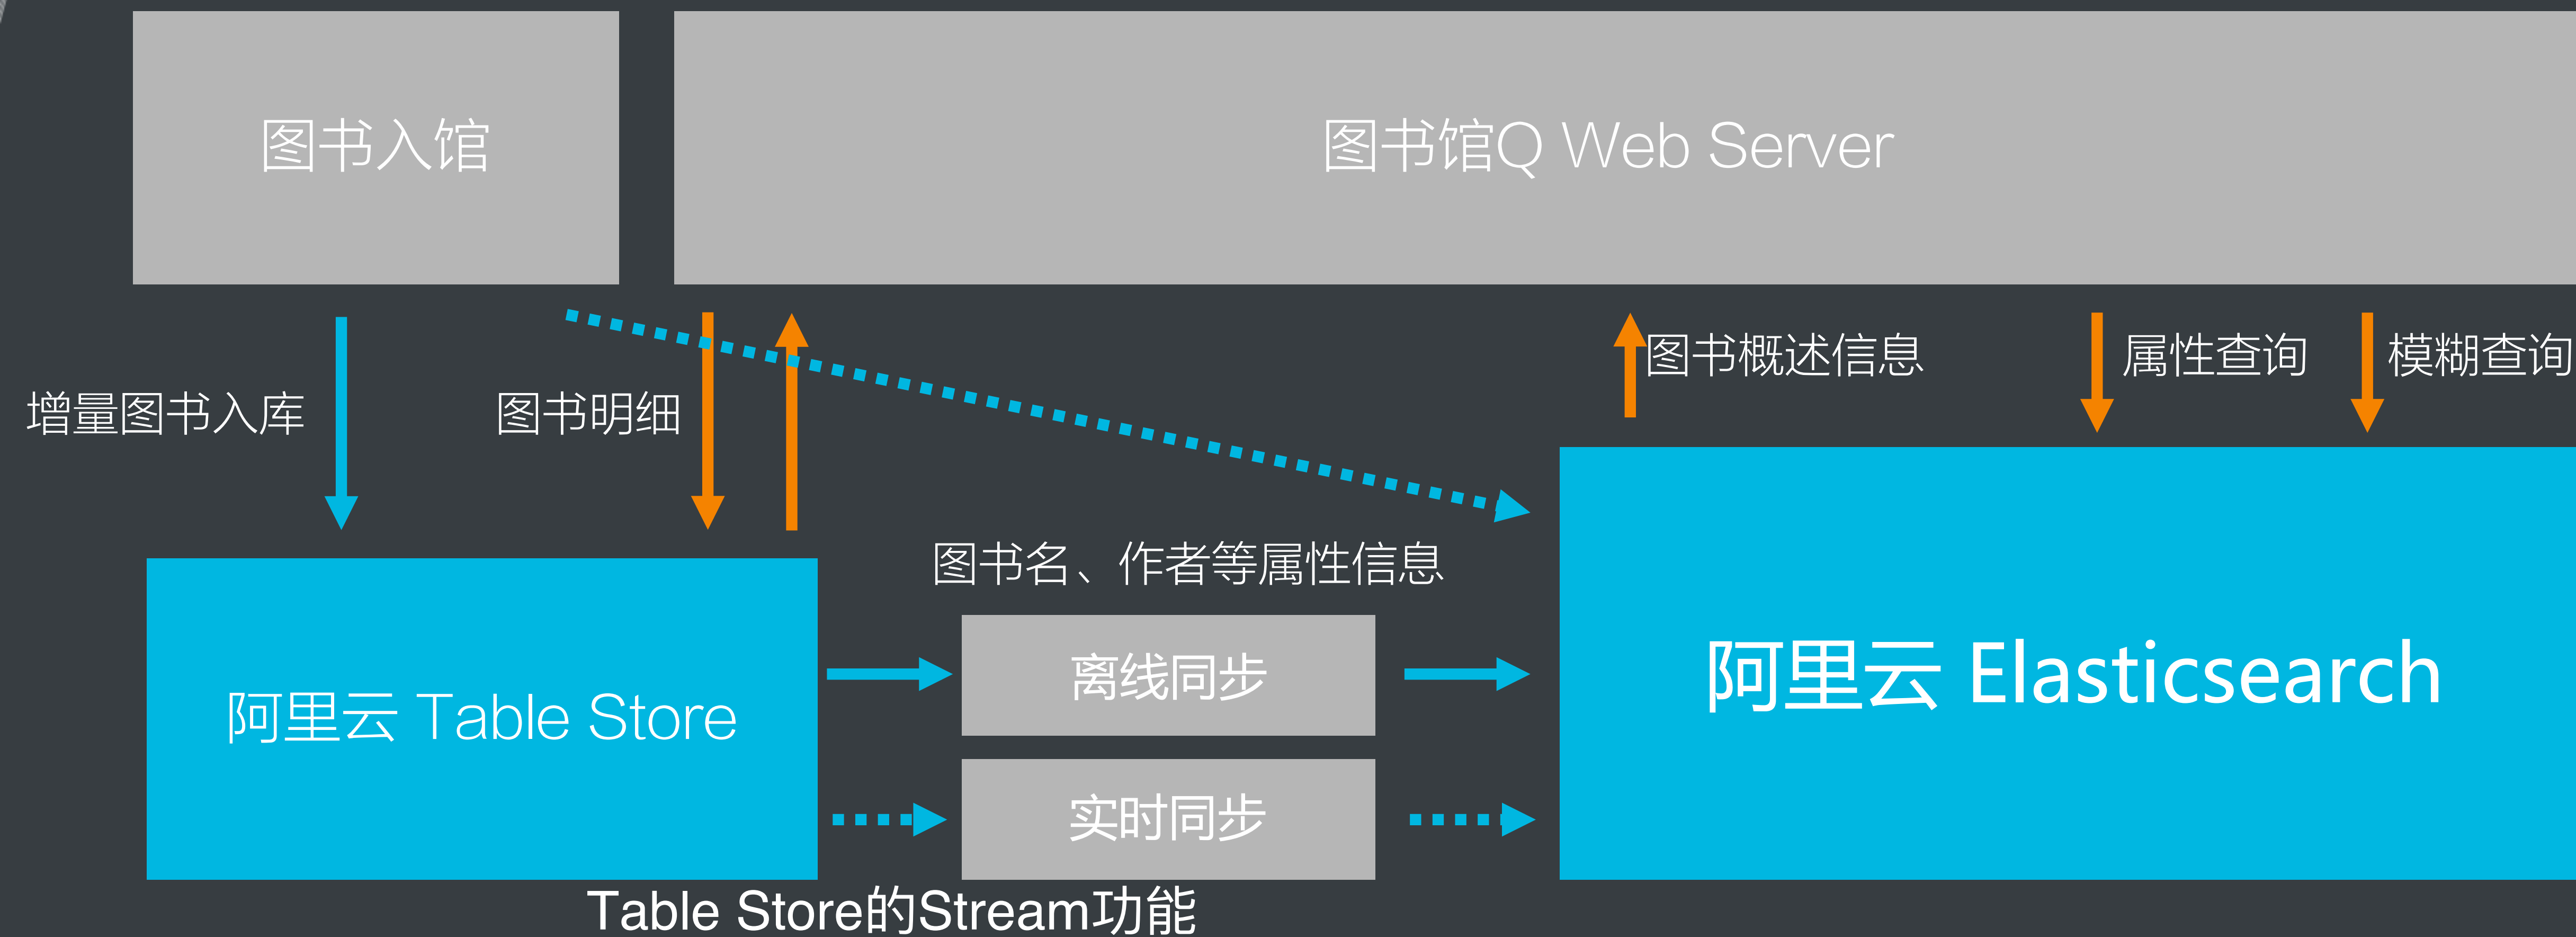 图书入馆
图书馆Q Web Server
增量图书入库
图书明细
图书概述信息
属性查询
模糊查询
图书名、作者等属性信息
阿里云 Table Store
离线同步
实时同步
阿里云 Elasticsearch
Table Store的Stream功能